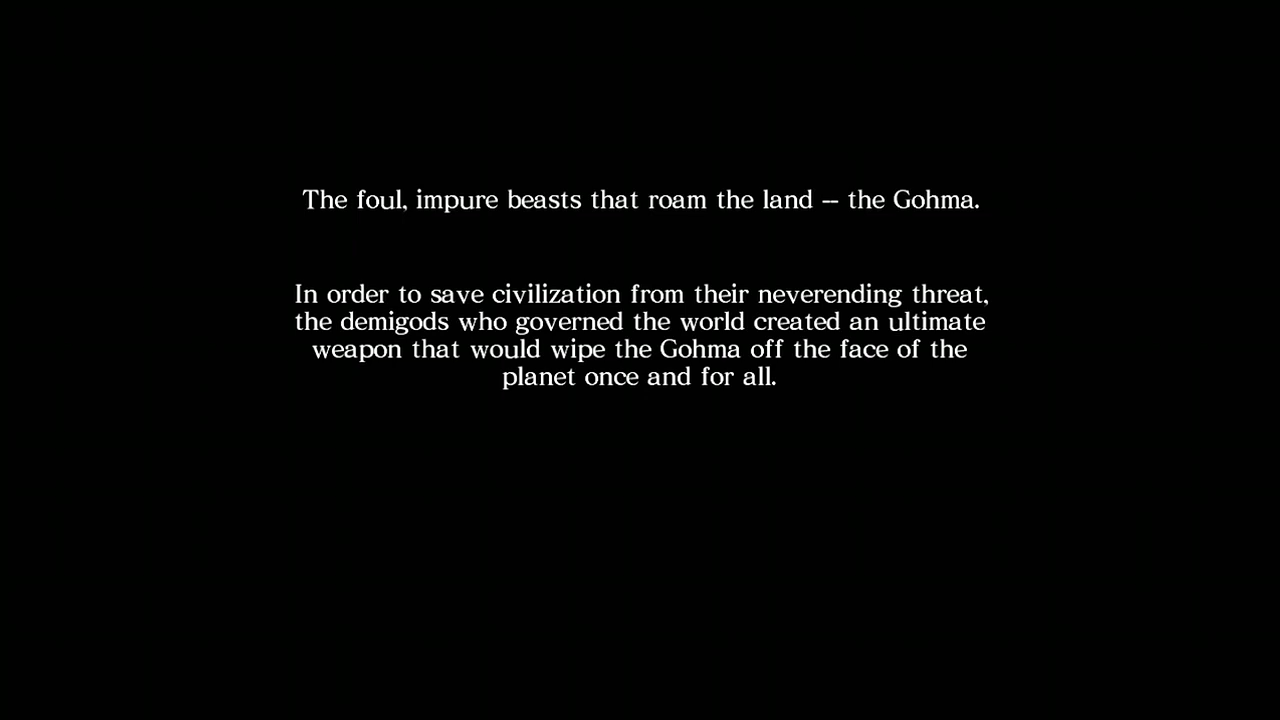 The foul, impure beasts that roam the land -- the Gohma.
In order to save civilization from their neverending threat,
the demigods who governed the world created an ultimate
weapon that would wipe the Gohma off the face of the
planet once and for all.